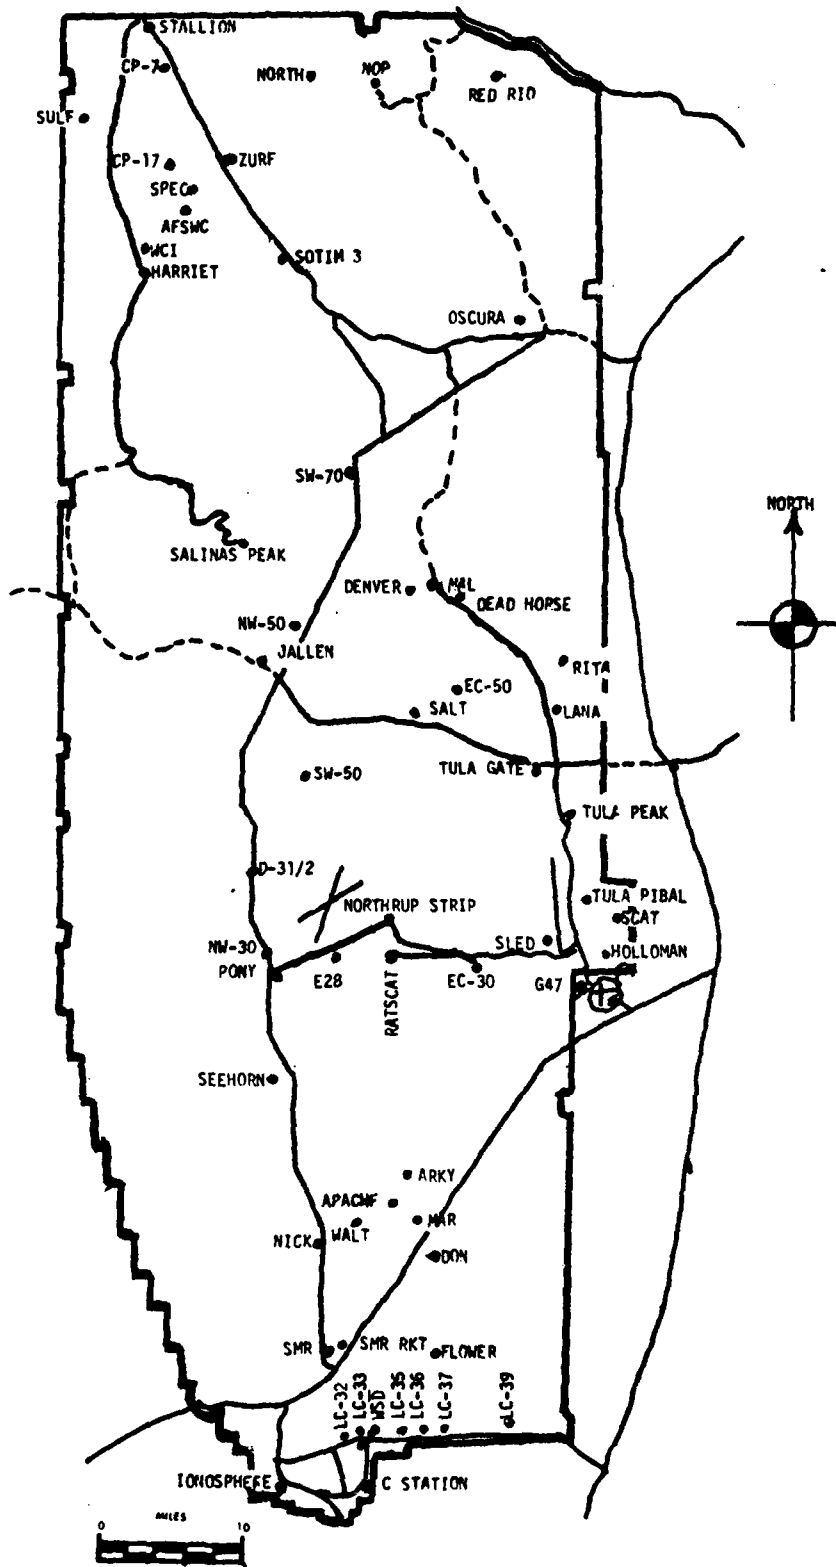 STALLION
CP-7
NORTH
NOP
RED RIO
SULF
CP-17
ZURF
SPEC
AFSWC
WCI
HARRIET
SOTIM 3
OSCURA
SW-70
NORTH
SALINAS PEAK
DENVER
MAL
DEAD HORSE
NW-50
JALLEN
RITA
EC-50
SALT
LANA
TULA GATE
SW-50
TULA PEAK
D-31/2
TULA PIBAL
NORTHRUP STRIP
SCAT
SLED
NW-30
HOLLOMAN
PONY
E28
RATSCAT
EC-30
G47
SEEHORN
ARKY
APACHE
MAR
WALT
NICK
DON
SMR
SMR RKT
FLOWER
LC-32
LC-33
WSD
LC-35
LC-36
LC-37
LC-39
IONOSPHERE
C STATION
MILES
0 10